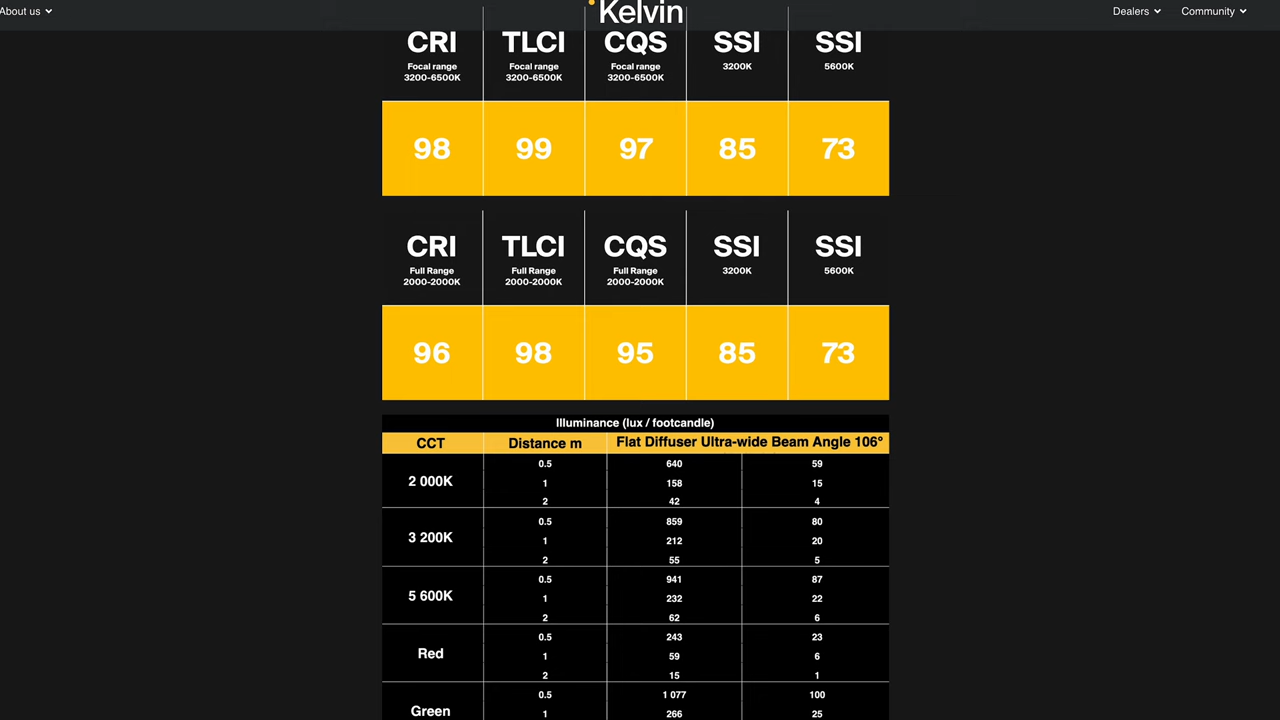 About us
Kelvin
Dealers
Community
CRI TLCI CQS SSI SSI
Focal range Focal range Focal range 3200K 5600K
3200-6500K 3200-6500K 3200-6500K
98 99 97 85 73
CRI TLCI CQS SSI SSI
Full Range Full Range Full Range 3200K 5600K
2000-2000K 2000-2000K 2000-2000K
96 98 95 85 73
Illuminance (lux / footcandle)
CCT Distance m Flat Diffuser Ultra-wide Beam Angle 106°
2 000K
0.5 640 59
1 158 15
2 42 4
3 200K
0.5 859 80
1 212 20
2 55 5
5 600K
0.5 941 87
1 232 22
2 62 6
Red
0.5 243 23
1 59 6
2 15 1
Green
0.5 1 077 100
1 266 25